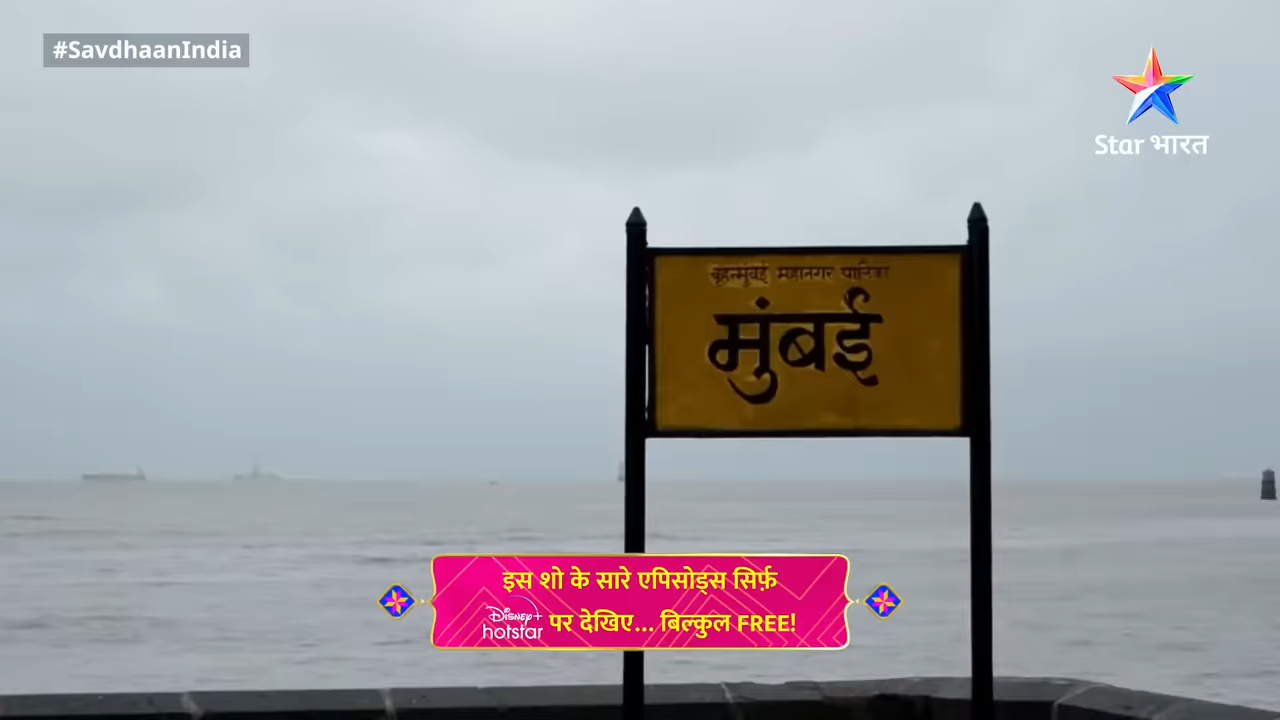 #SavdhaanIndia
Star भारत
बृहन्मुंबई महानगर पालिका
मुंबई
इस शो के सारे एपिसोड्स सिर्फ़
Disney+ hotstar पर देखिए... बिल्कुल FREE!